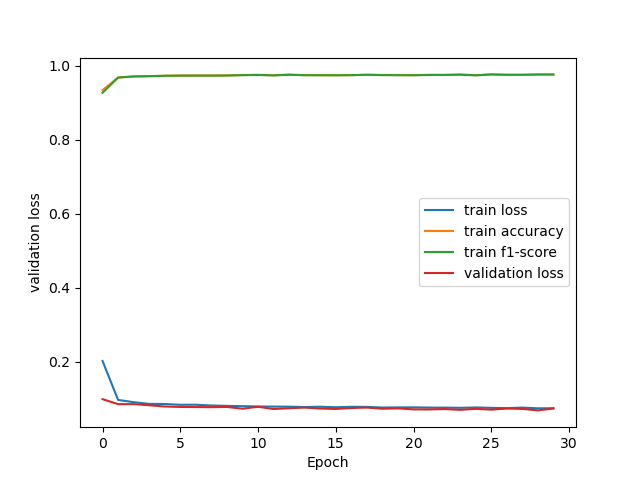 1.0
0.8
0.6
0.4
0.2
validation loss
train loss
train accuracy
train f1-score
validation loss
0 5 10 15 20 25 30
Epoch